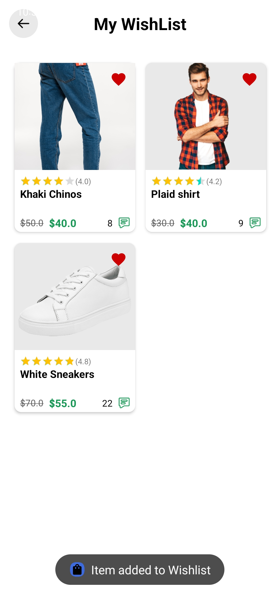 My WishList
(4.0)
Khaki Chinos
$50.0 $40.0 8
(4.2)
Plaid shirt
$30.0 $40.0 9
(4.8)
White Sneakers
$70.0 $55.0 22
Item added to Wishlist